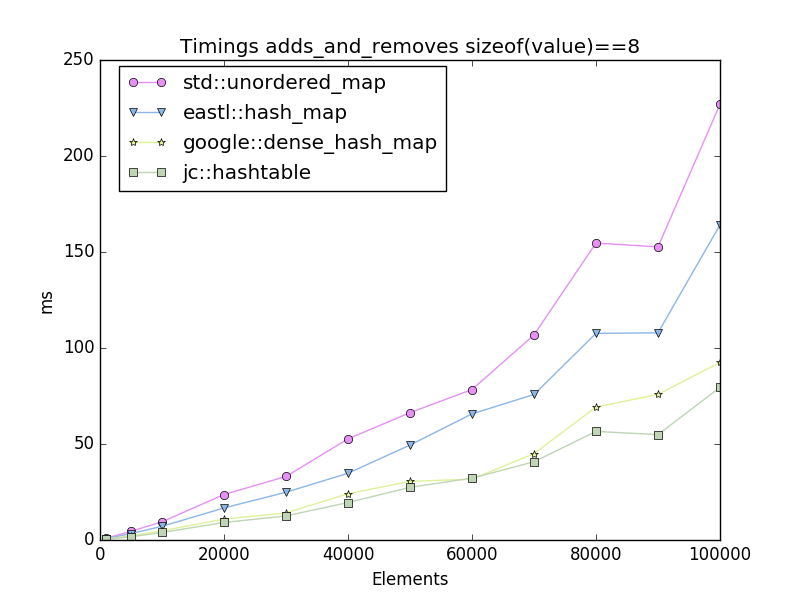 Timings adds_and_removes sizeof(value)==8
std::unordered_map
eastl::hash_map
google::dense_hash_map
jc::hashtable
250
200
150
100
50
0
ms
0 20000 40000 60000 80000 100000
Elements